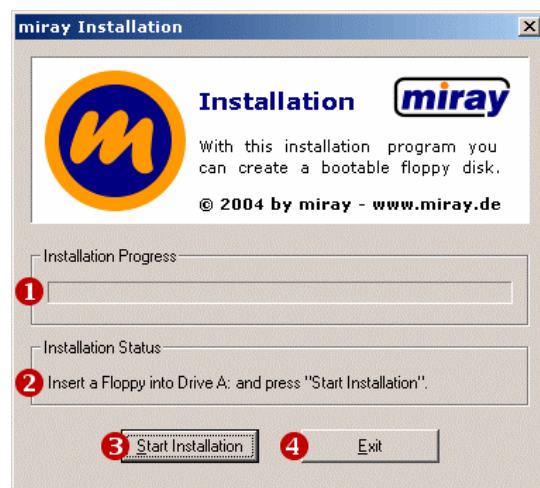 miray Installation
m
Installation
miray
With this installation program you
can create a bootable floppy disk.
© 2004 by miray - www.miray.de
Installation Progress
1
Installation Status
2 Insert a Floppy into Drive A: and press "Start Installation".
3 Start Installation
4 Exit